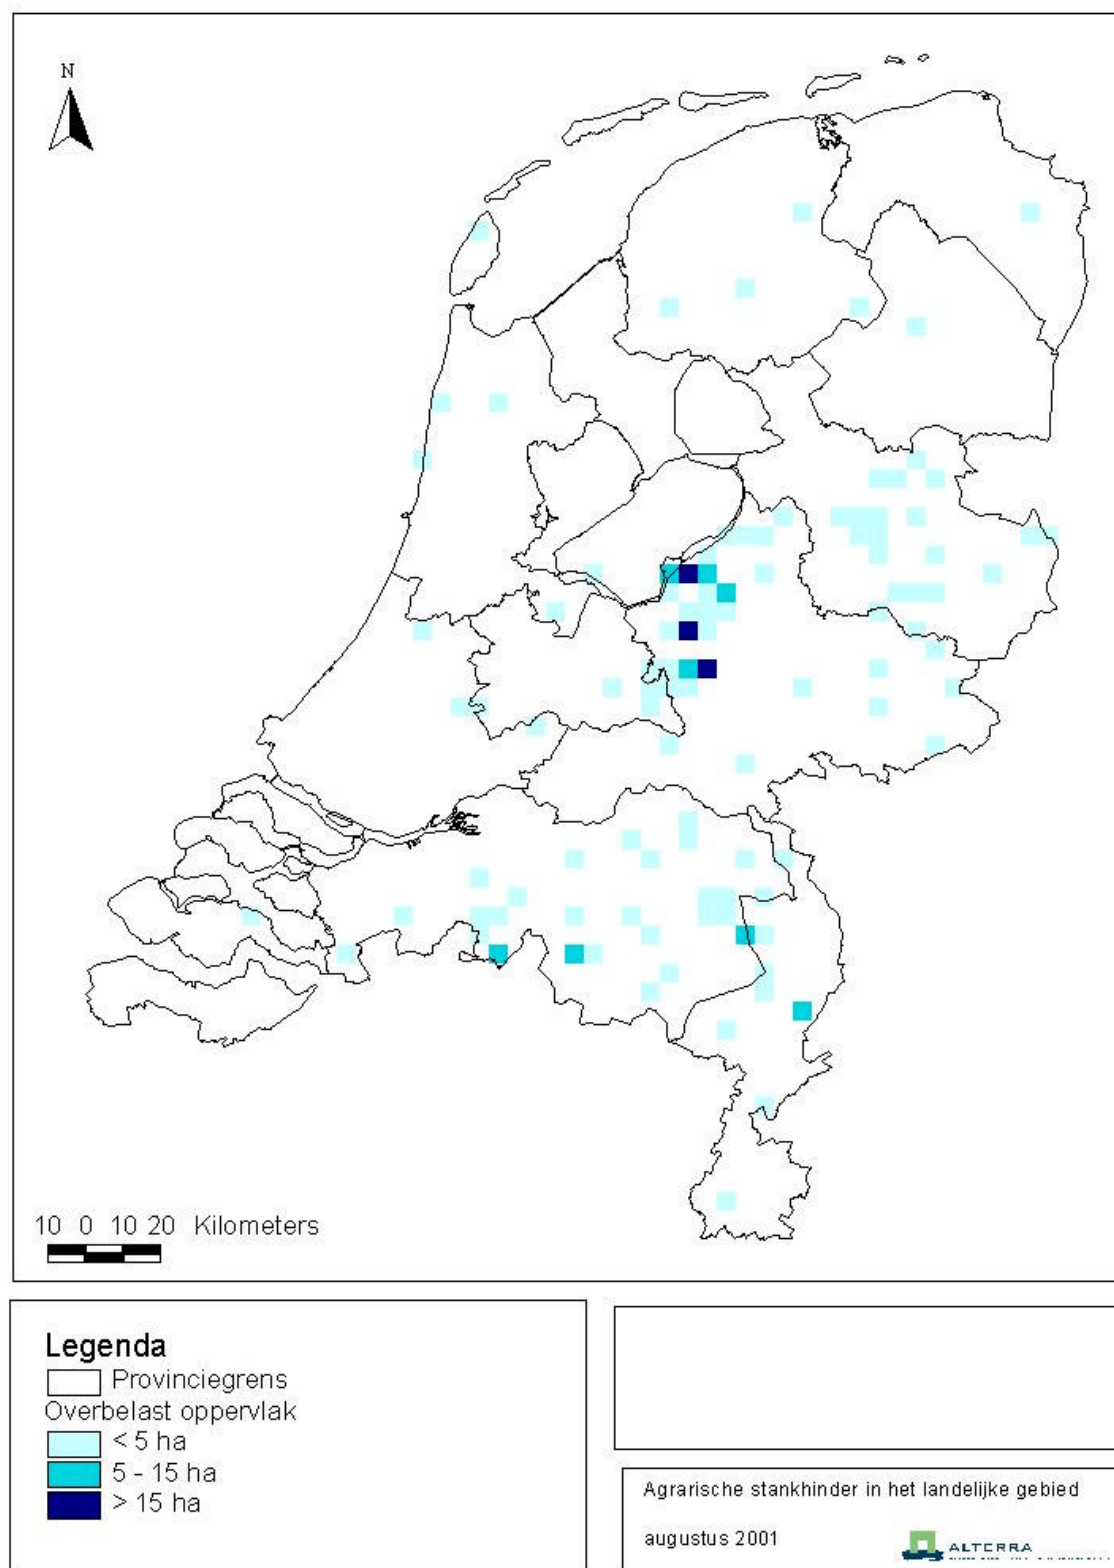 N
10 0 10 20 Kilometers
Legenda
Provinciegrens
Overbelast oppervlak
< 5 ha
5 - 15 ha
> 15 ha
Agrarische stankhinder in het landelijke gebied
augustus 2001
ALTERRA